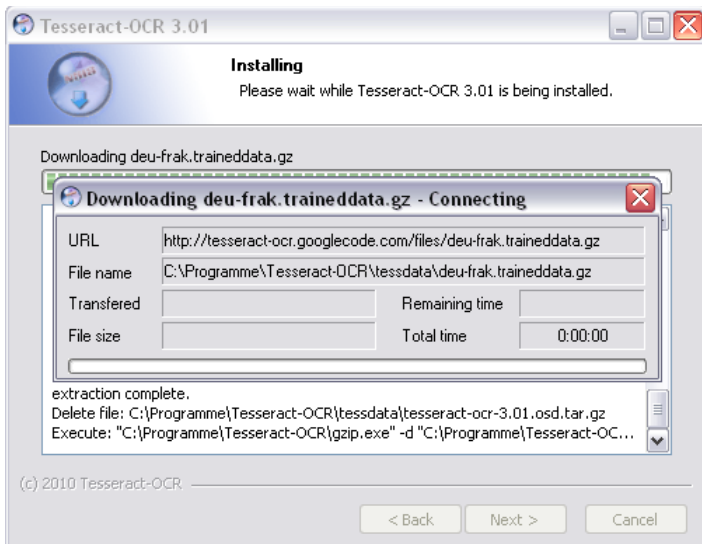 Tesseract-OCR 3.01
Installing
Please wait while Tesseract-OCR 3.01 is being installed.
Downloading deu-frak.traineddata.gz
Downloading deu-frak.traineddata.gz - Connecting
URL http://tesseract-ocr.googlecode.com/files/deu-frak.traineddata.gz
File name C:\Programme\Tesseract-OCR\tessdata\deu-frak.traineddata.gz
Transfered Remaining time
File size Total time 0:00:00
extraction complete.
Delete file: C:\Programme\Tesseract-OCR\tessdata\tesseract-ocr-3.01.osd.tar.gz
Execute: "C:\Programme\Tesseract-OCR\gzip.exe" -d "C:\Programme\Tesseract-OC...
(c) 2010 Tesseract-OCR
< Back Next > Cancel